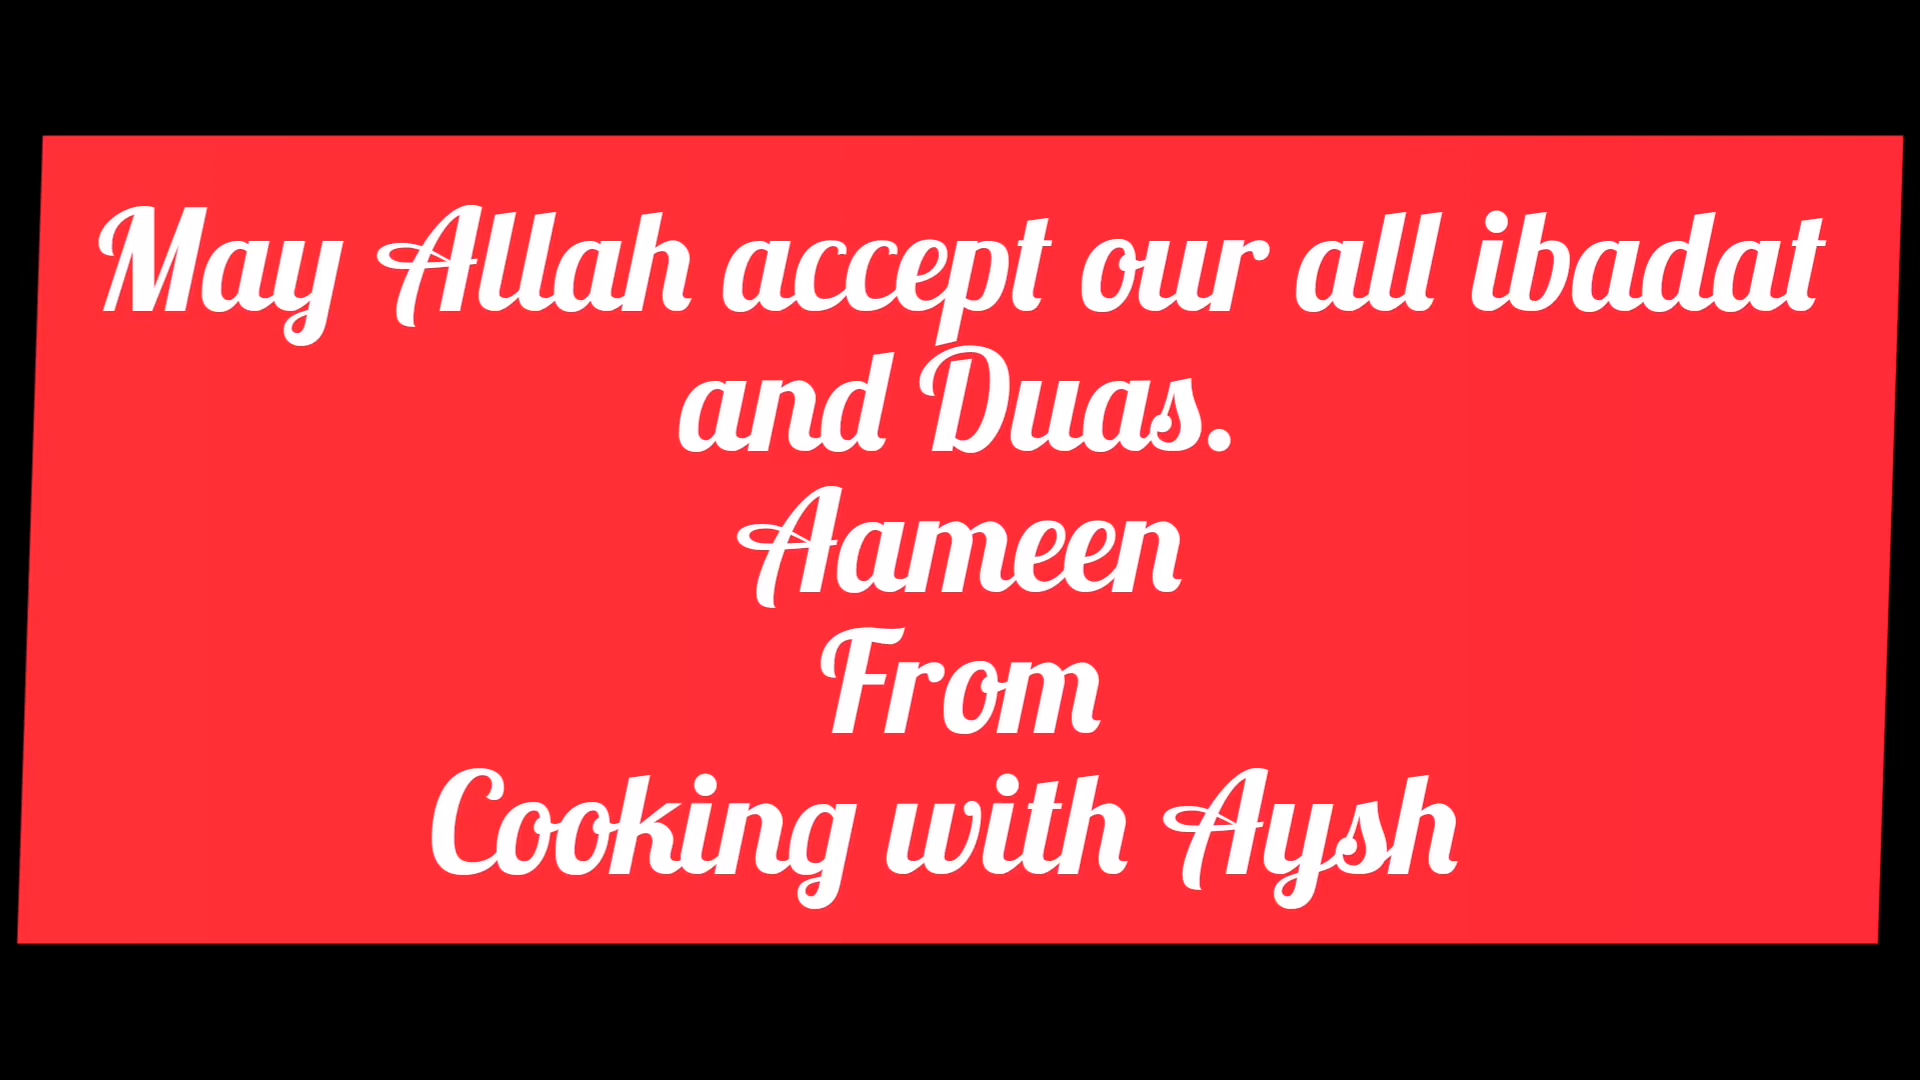 May Allah accept our all ibadat
and Duas.
Aameen
From
Cooking with Aysh